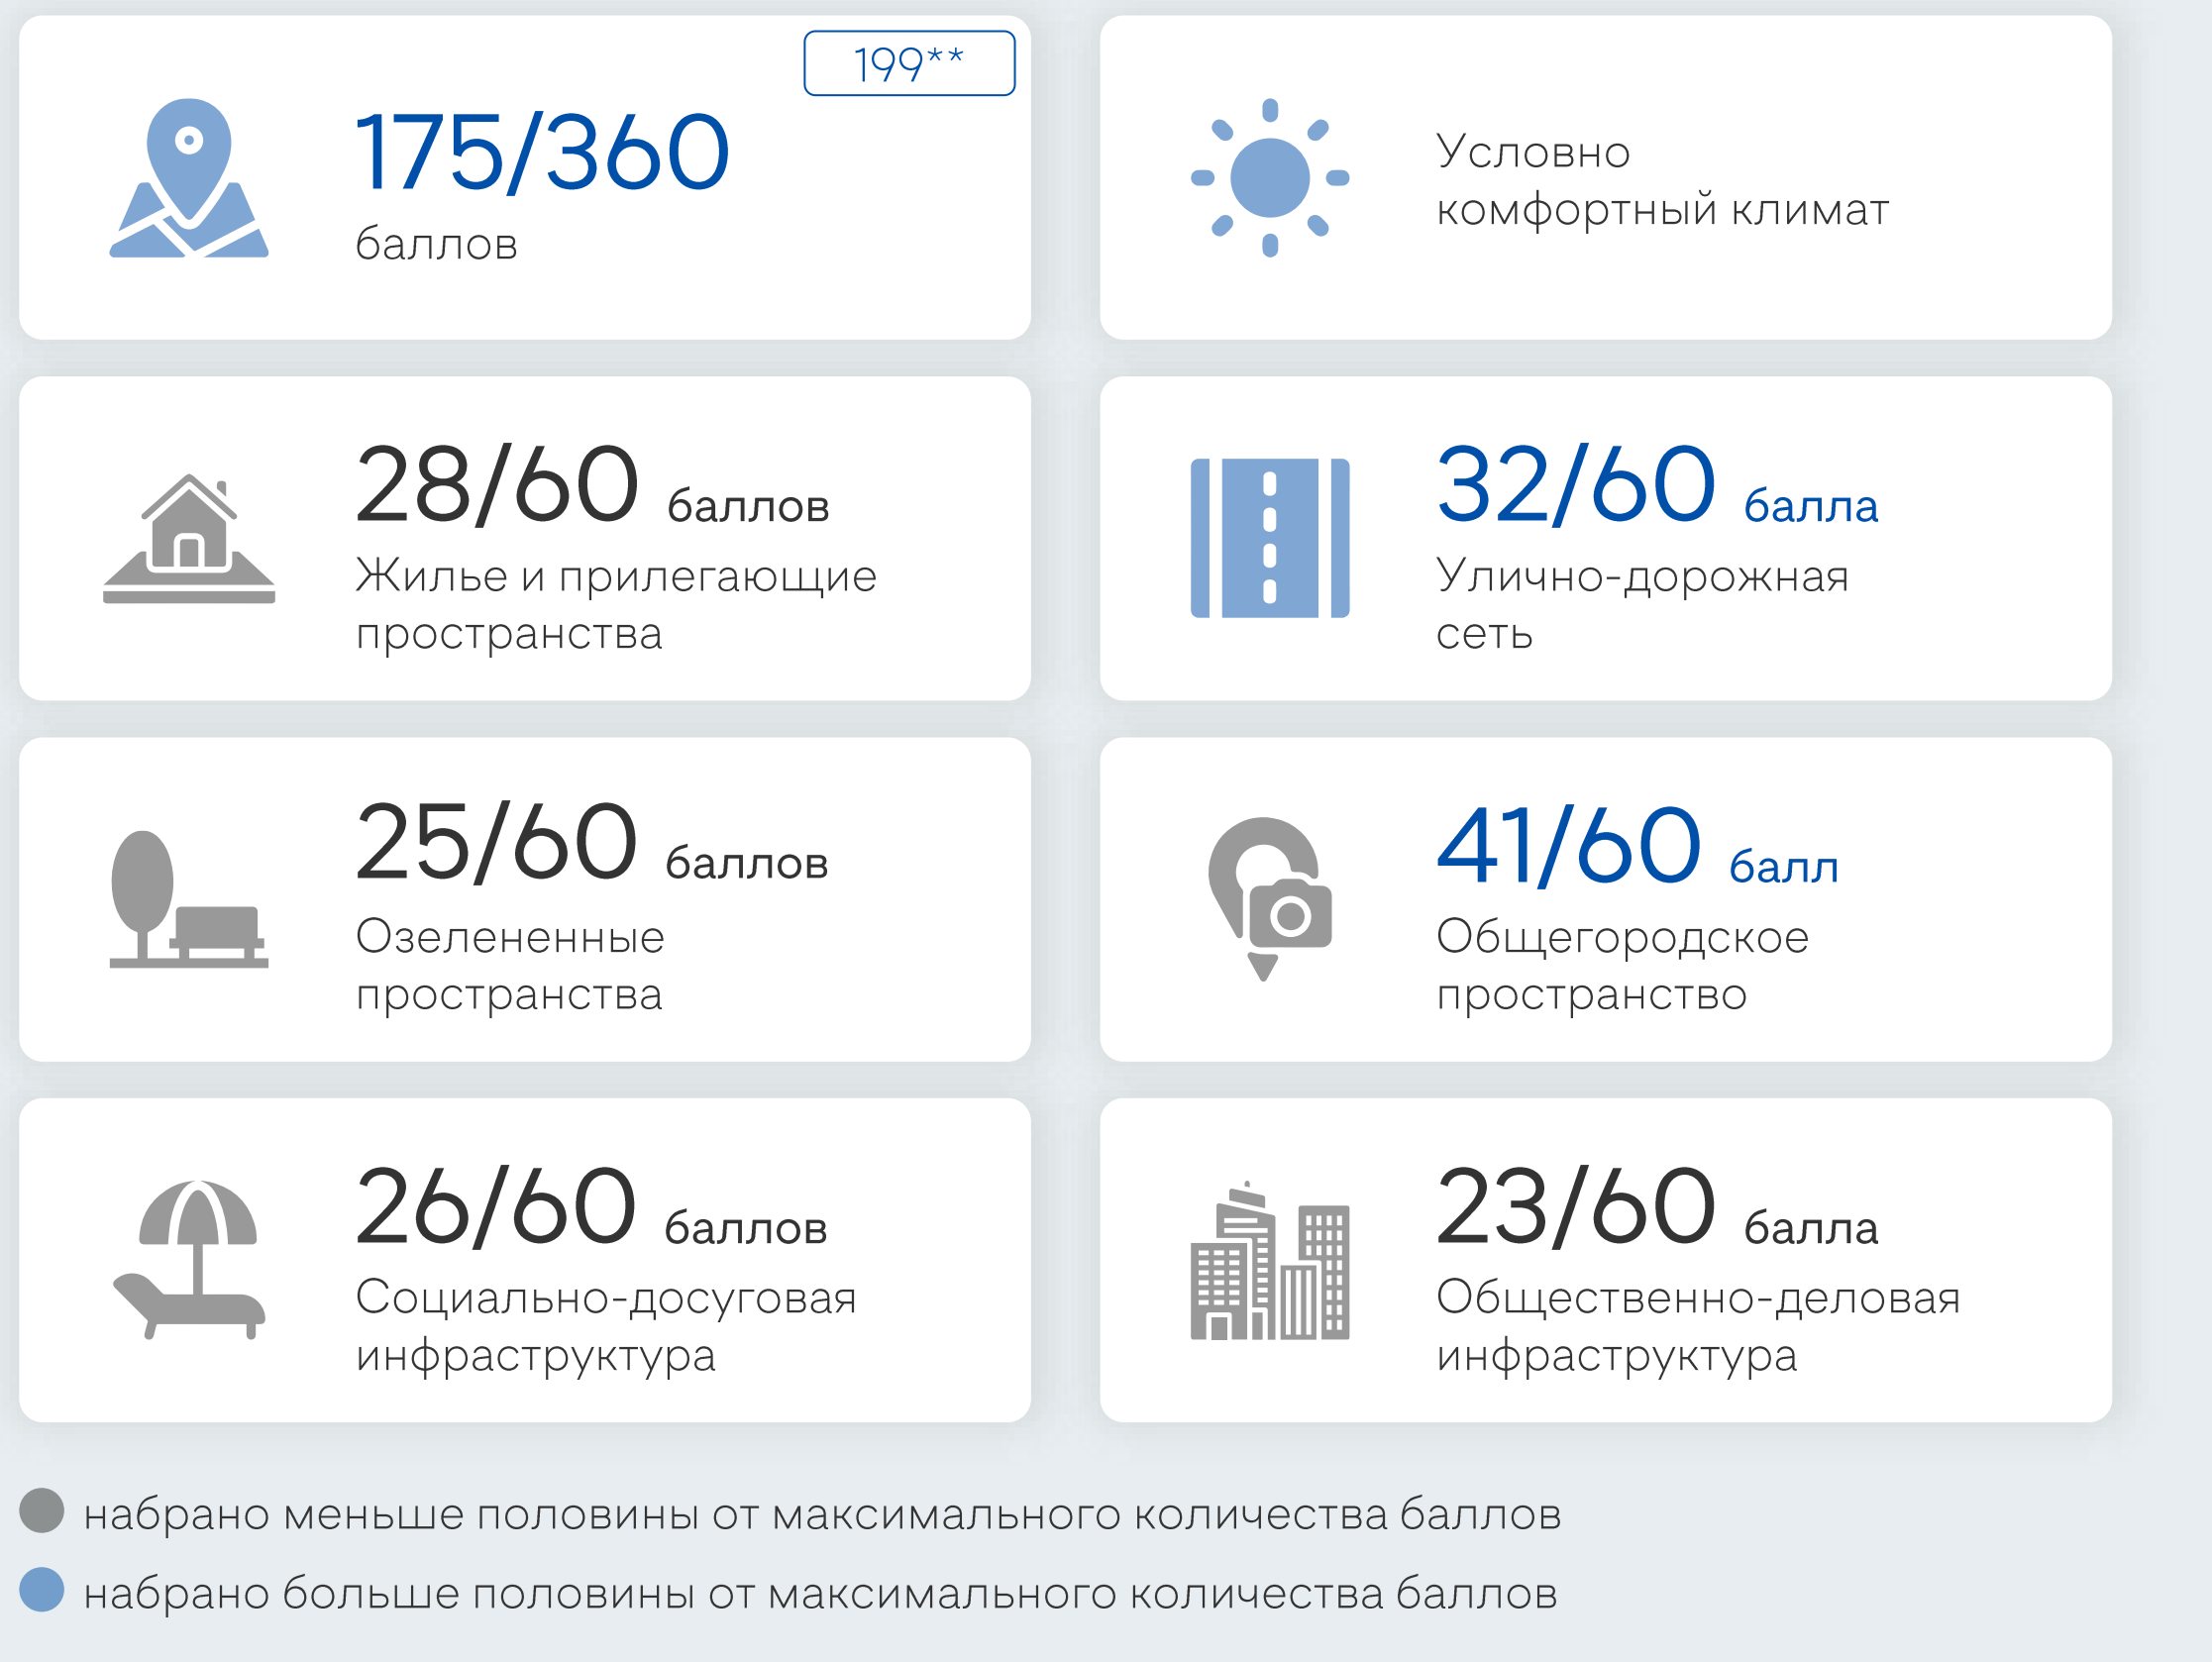 199**
175/360
баллов
Условно
комфортный климат
28/60 баллов
Жилье и прилегающие
пространства
32/60 балла
Улично-дорожная
сеть
25/60 баллов
Озелененные
пространства
41/60 балл
Общегородское
пространство
26/60 баллов
Социально-досуговая
инфраструктура
23/60 балла
Общественно-деловая
инфраструктура
набрано меньше половины от максимального количества баллов
набрано больше половины от максимального количества баллов